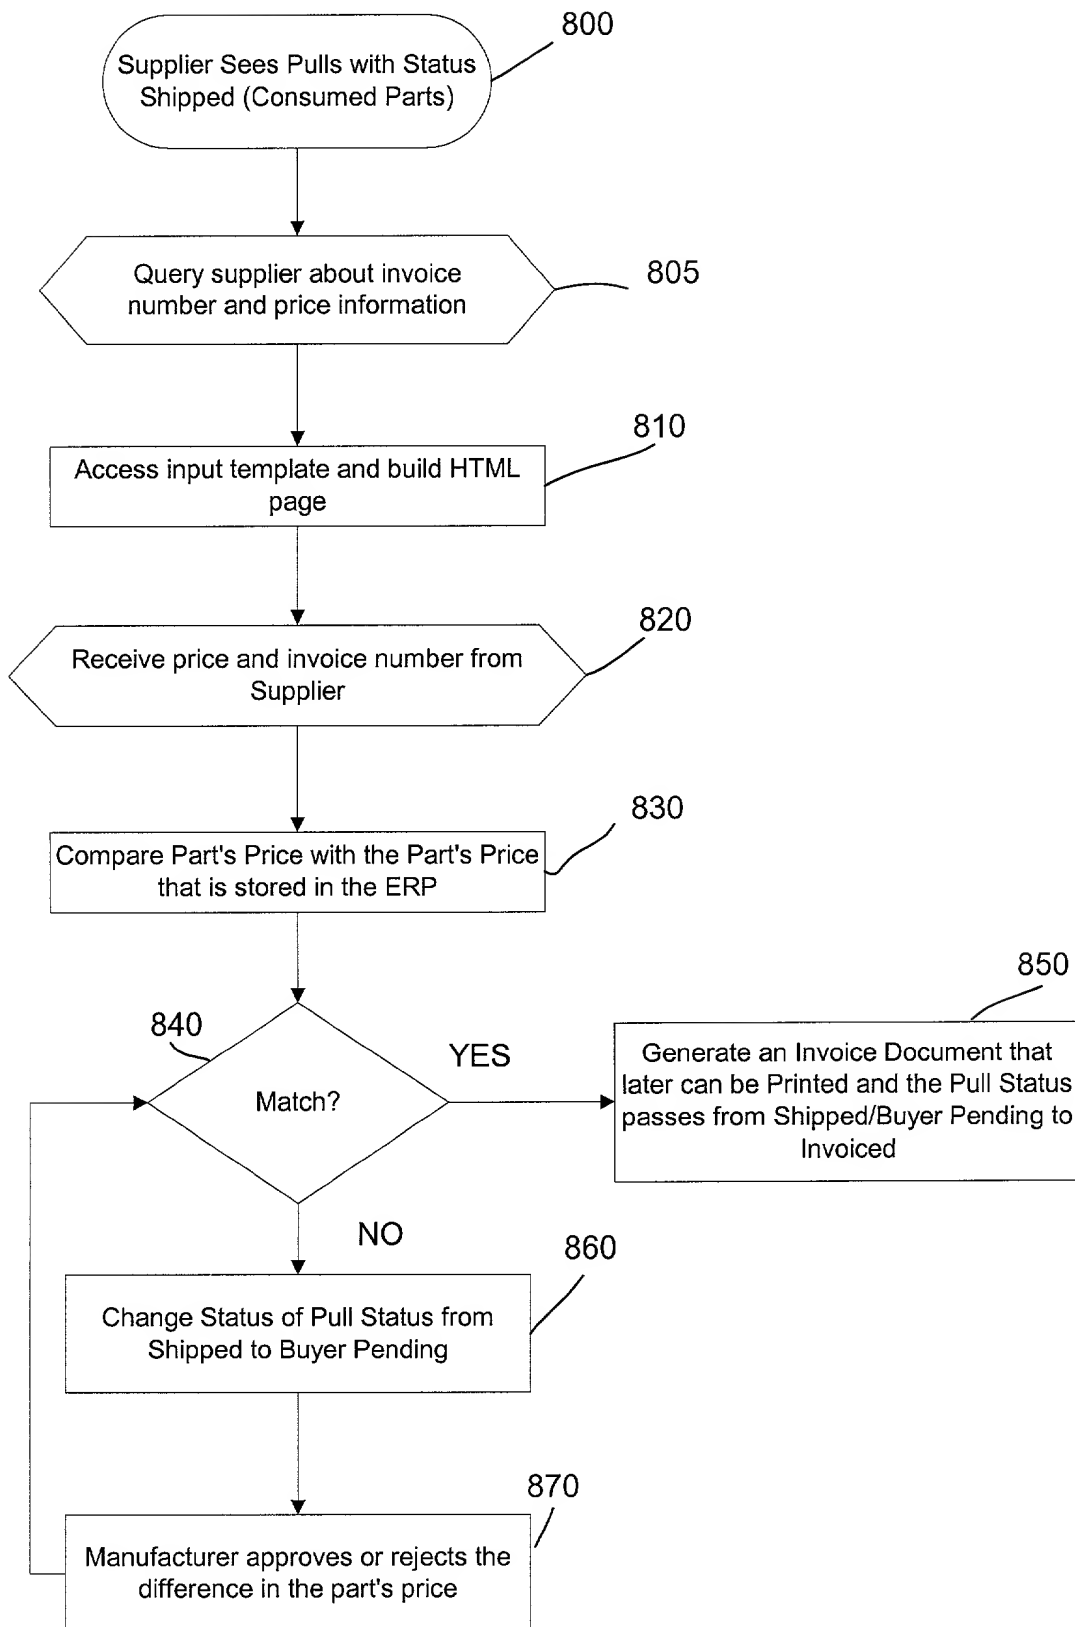 800
Supplier Sees Pulls with Status
Shipped (Consumed Parts)
805
Query supplier about invoice
number and price information
810
Access input template and build HTML
page
820
Receive price and invoice number from
Supplier
830
Compare Part's Price with the Part's Price
that is stored in the ERP
850
840
YES
Match?
Generate an Invoice Document that
later can be Printed and the Pull Status
passes from Shipped/Buyer Pending to
Invoiced
NO
860
Change Status of Pull Status from
Shipped to Buyer Pending
870
Manufacturer approves or rejects the
difference in the part's price